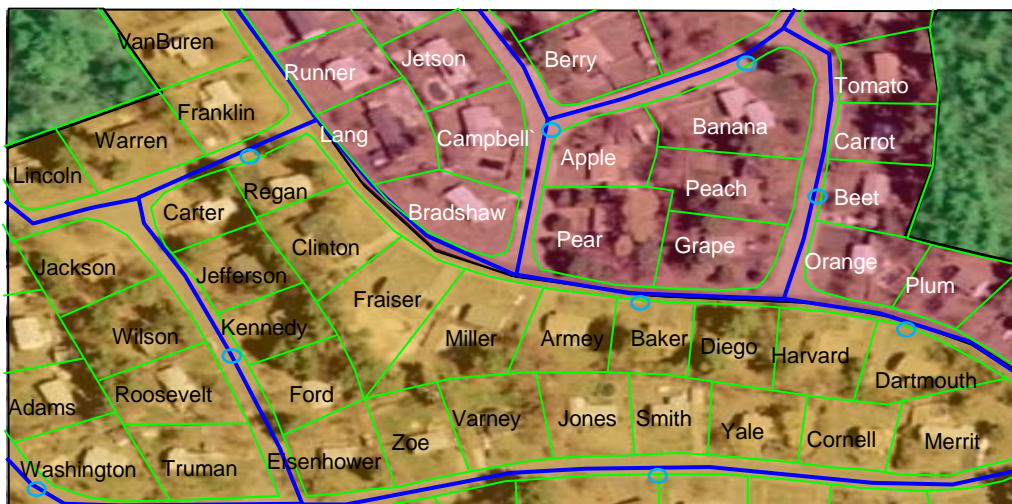 VanBuren
Runner
Jetson
Berry
Tomato
Franklin
Warren
Lang
Campbell`
Banana
Carrot
Lincoln
Apple
Regan
Carter
Peach
Beet
Bradshaw
Clinton
Pear
Grape
Orange
Jackson
Jefferson
Plum
Fraiser
Wilson
Kennedy
Miller
Armey
Baker
Diego
Harvard
Dartmouth
Roosevelt
Ford
Adams
Varney
Jones
Smith
Yale
Cornell
Merrit
Zoe
Washington
Truman
Eisenhower